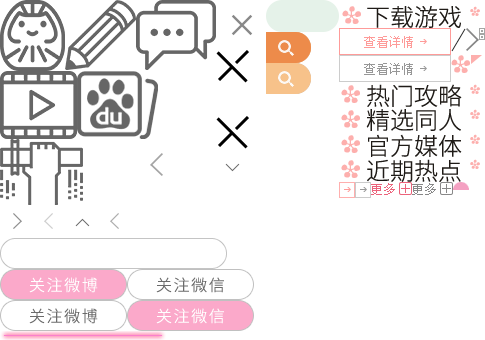 下载游戏
查看详情
查看详情
热门攻略
精选同人
官方媒体
近期热点
更多 更多
du
关注微博 关注微信
关注微博 关注微信